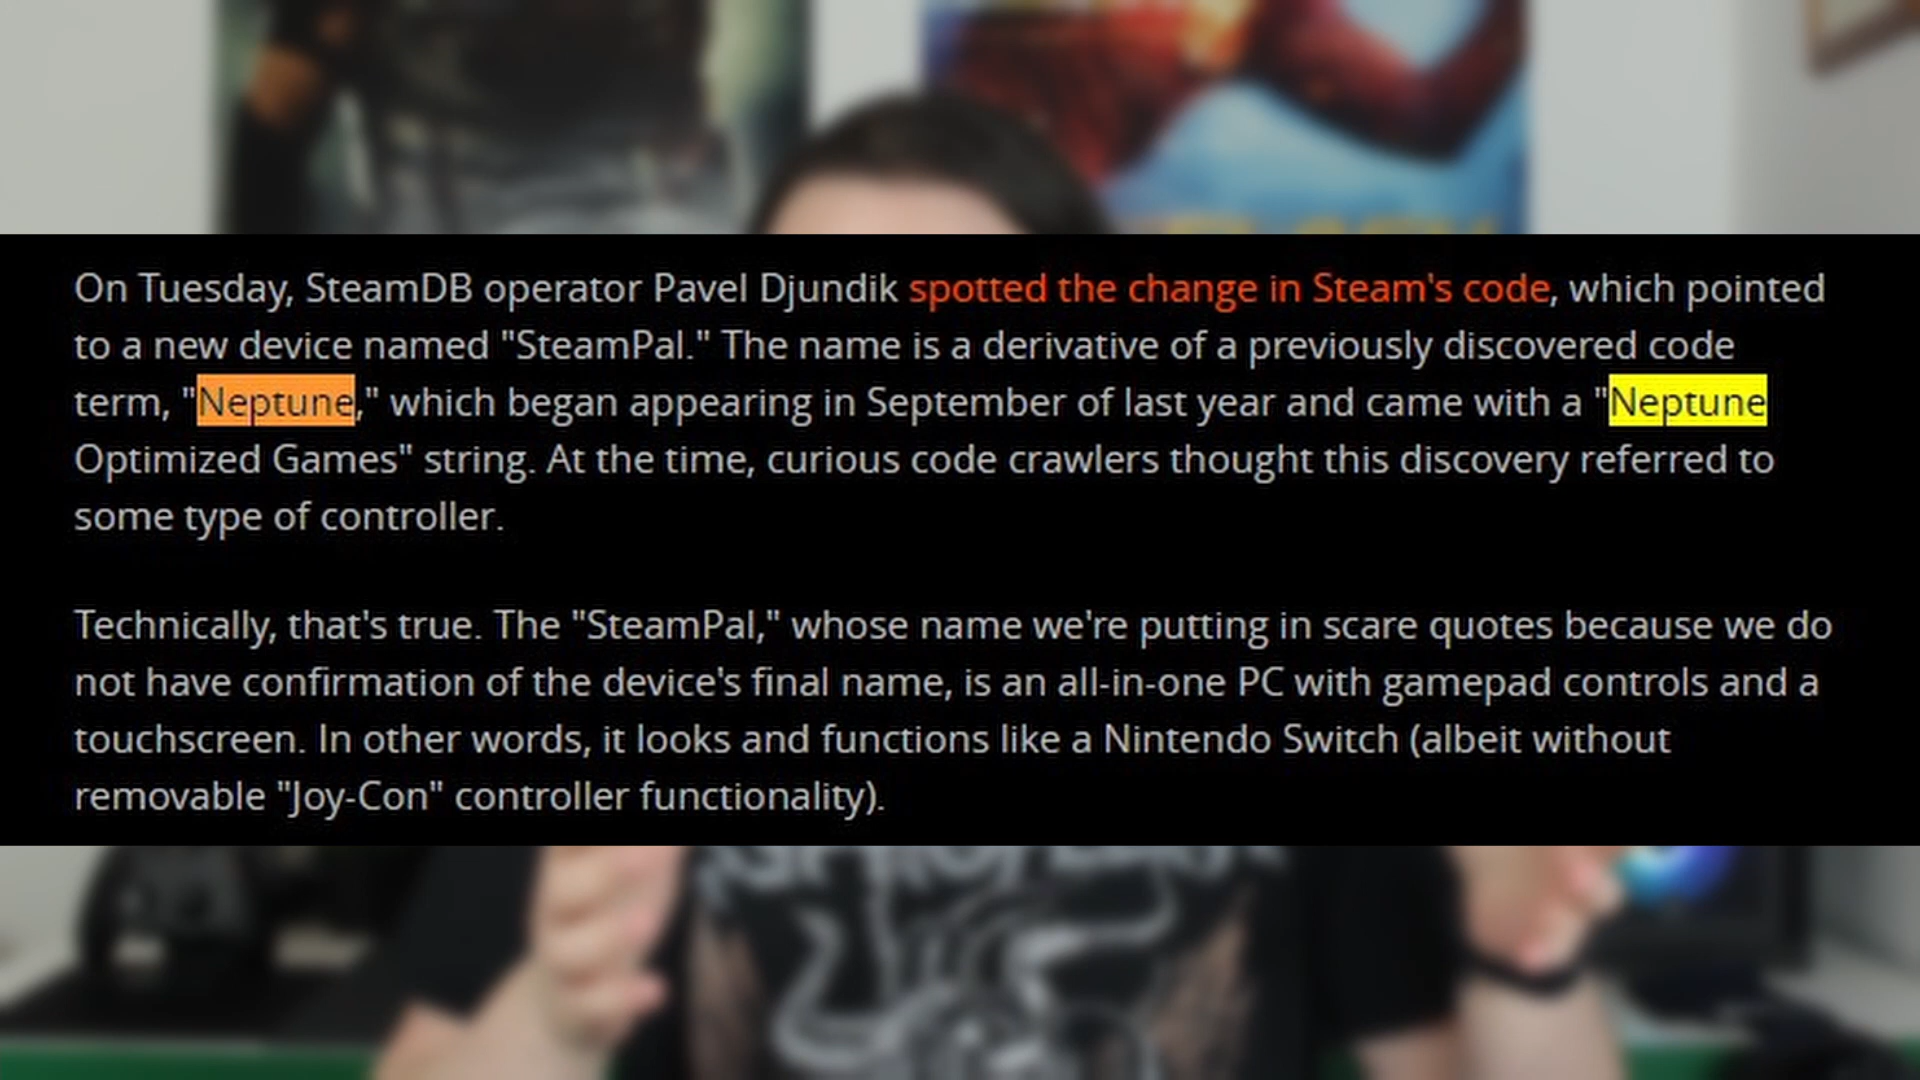 On Tuesday, SteamDB operator Pavel Djundik spotted the change in Steam's code, which pointed
to a new device named "SteamPal." The name is a derivative of a previously discovered code
term, "Neptune," which began appearing in September of last year and came with a "Neptune
Optimized Games" string. At the time, curious code crawlers thought this discovery referred to
some type of controller.
Technically, that's true. The "SteamPal," whose name we're putting in scare quotes because we do
not have confirmation of the device's final name, is an all-in-one PC with gamepad controls and a
touchscreen. In other words, it looks and functions like a Nintendo Switch (albeit without
removable "Joy-Con" controller functionality).